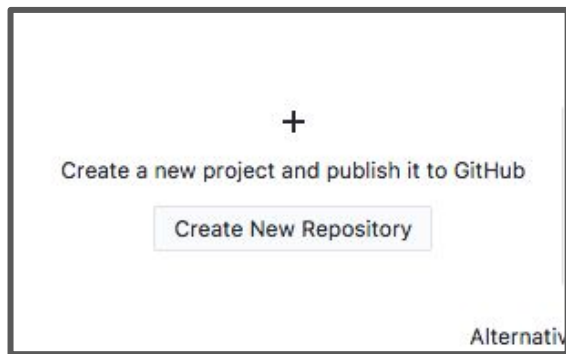 Create a new project and publish it to GitHub
Create New Repository
Alternativ